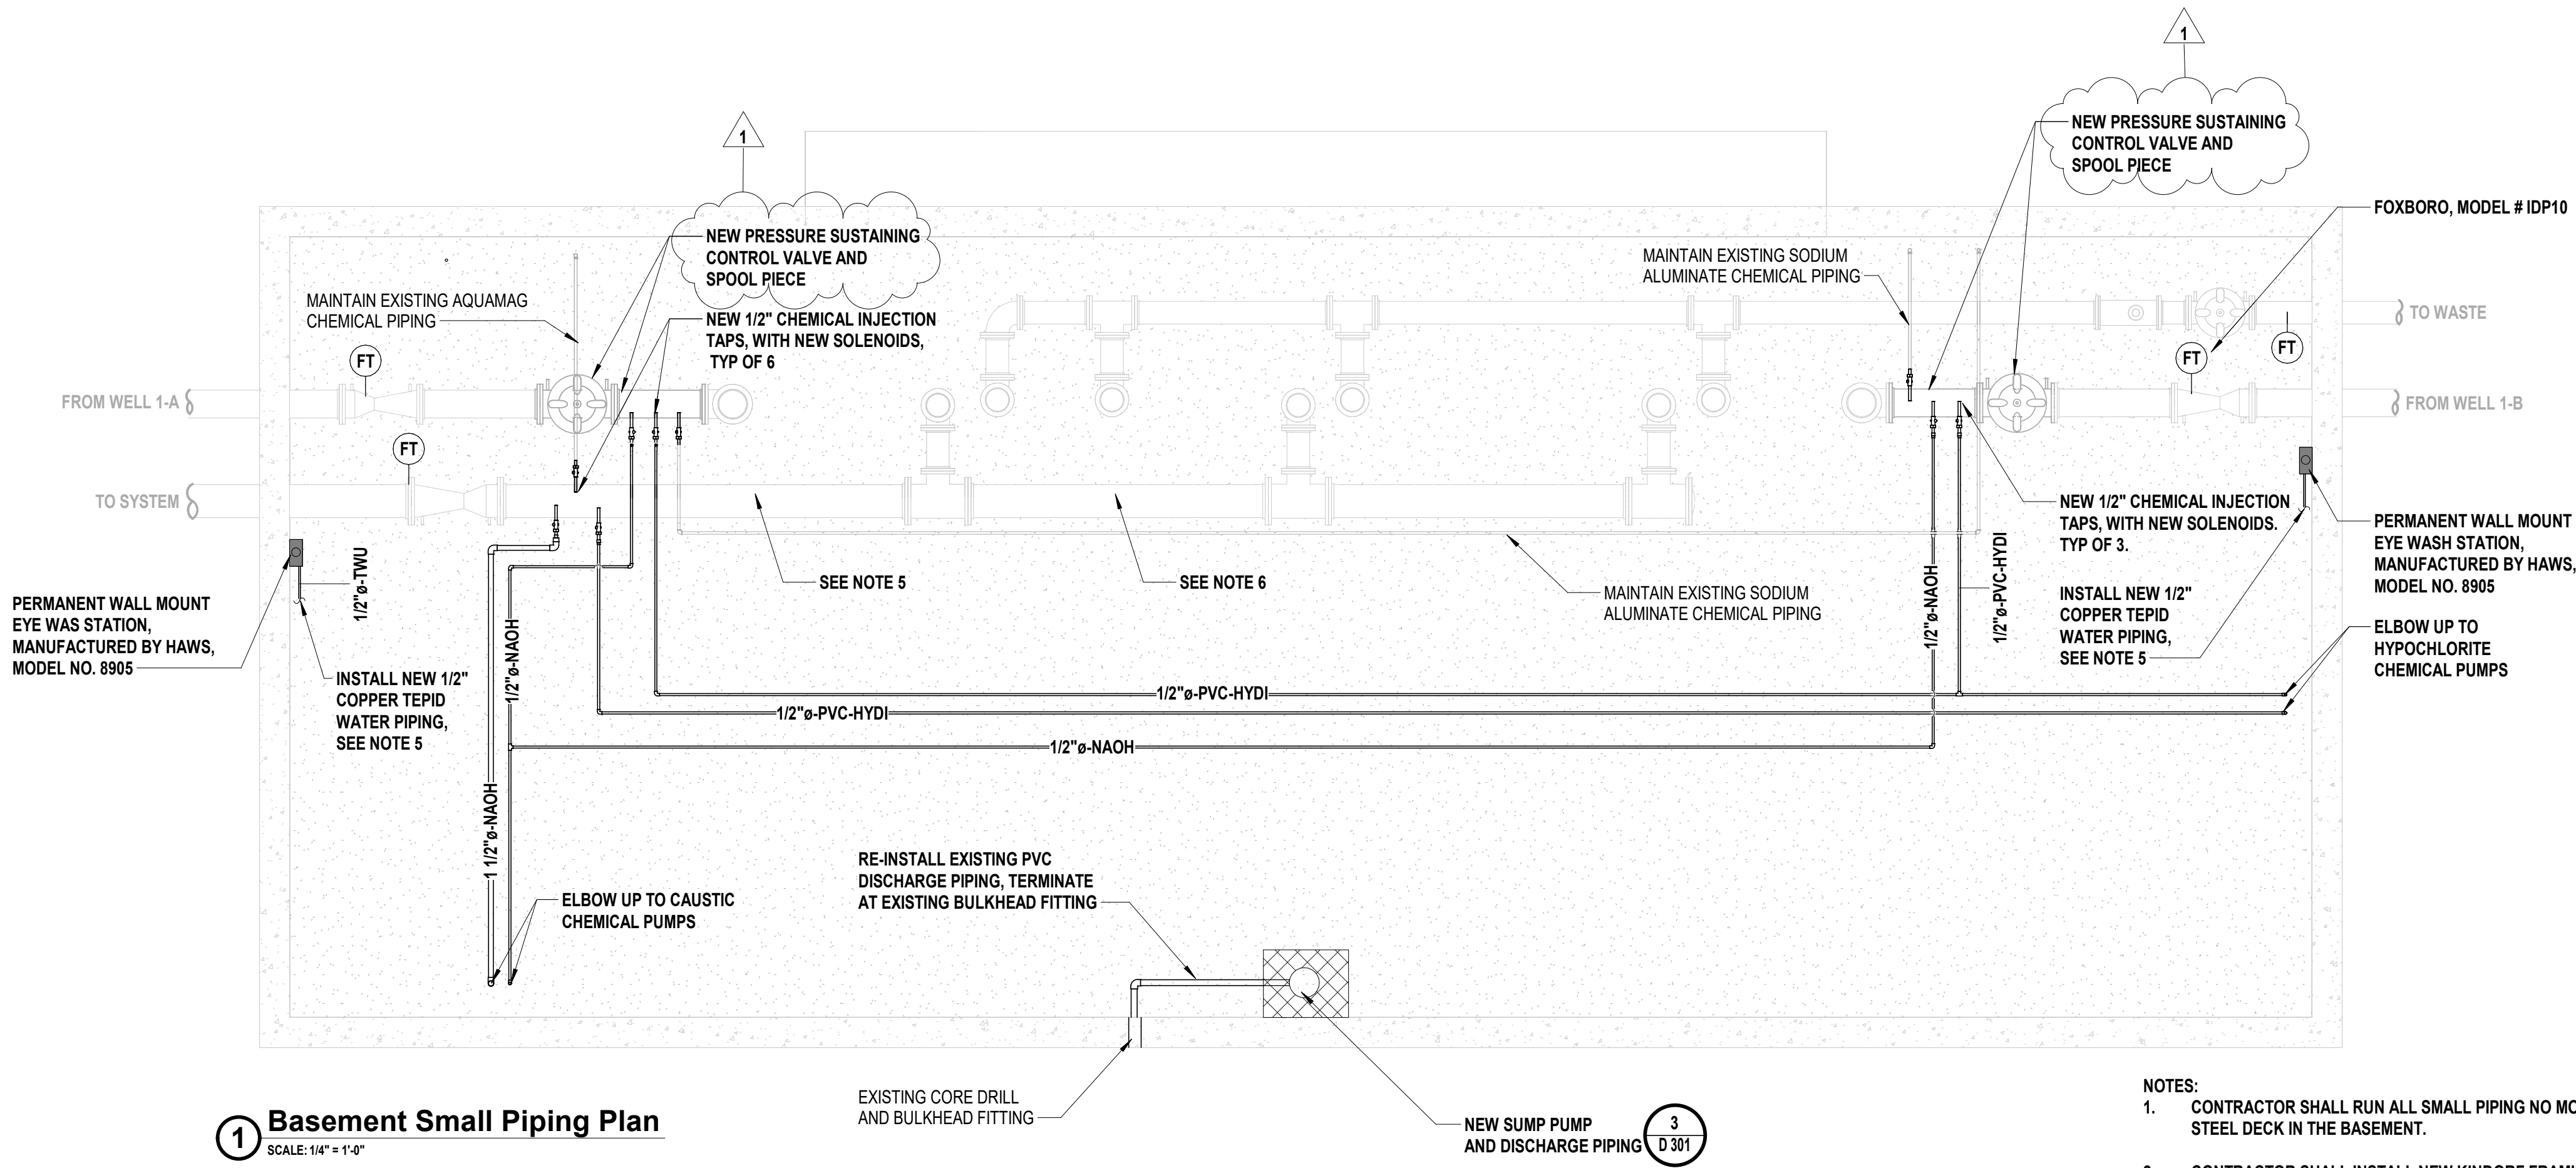 1
NEW PRESSURE SUSTAINING
CONTROL VALVE AND
SPOOL PIECE
FOXBORO, MODEL # IDP10
1
NEW PRESSURE SUSTAINING
CONTROL VALVE AND
SPOOL PIECE
MAINTAIN EXISTING SODIUM
ALUMINATE CHEMICAL PIPING
MAINTAIN EXISTING AQUAMAG
CHEMICAL PIPING
NEW 1/2" CHEMICAL INJECTION
TAPS, WITH NEW SOLENOIDS,
TYP OF 6
TO WASTE
FT
FT
FT
FROM WELL 1-A
FROM WELL 1-B
FT
TO SYSTEM
NEW 1/2" CHEMICAL INJECTION
TAPS, WITH NEW SOLENOIDS.
TYP OF 3.
PERMANENT WALL MOUNT
EYE WASH STATION,
MANUFACTURED BY HAWS,
MODEL NO. 8905
1/2"ø-TWU
SEE NOTE 5
SEE NOTE 6
MAINTAIN EXISTING SODIUM
ALUMINATE CHEMICAL PIPING
1/2"ø-NAOH
1/2"ø-PVC-HYDI
INSTALL NEW 1/2"
COPPER TEPID
WATER PIPING,
SEE NOTE 5
PERMANENT WALL MOUNT
EYE WAS STATION,
MANUFACTURED BY HAWS,
MODEL NO. 8905
ELBOW UP TO
HYPOCHLORITE
CHEMICAL PUMPS
INSTALL NEW 1/2"
COPPER TEPID
WATER PIPING,
SEE NOTE 5
1/2"ø-NAOH
1/2"ø-PVC-HYDI
1/2"ø-PVC-HYDI
1/2"ø-NAOH
1 1/2"ø-NAOH
ELBOW UP TO CAUSTIC
CHEMICAL PUMPS
RE-INSTALL EXISTING PVC
DISCHARGE PIPING, TERMINATE
AT EXISTING BULKHEAD FITTING
EXISTING CORE DRILL
AND BULKHEAD FITTING
NEW SUMP PUMP
AND DISCHARGE PIPING
3
D 301
1
Basement Small Piping Plan
SCALE: 1/4" = 1'-0"
NOTES:
1. CONTRACTOR SHALL RUN ALL SMALL PIPING NO
STEEL DECK IN THE BASEMENT.